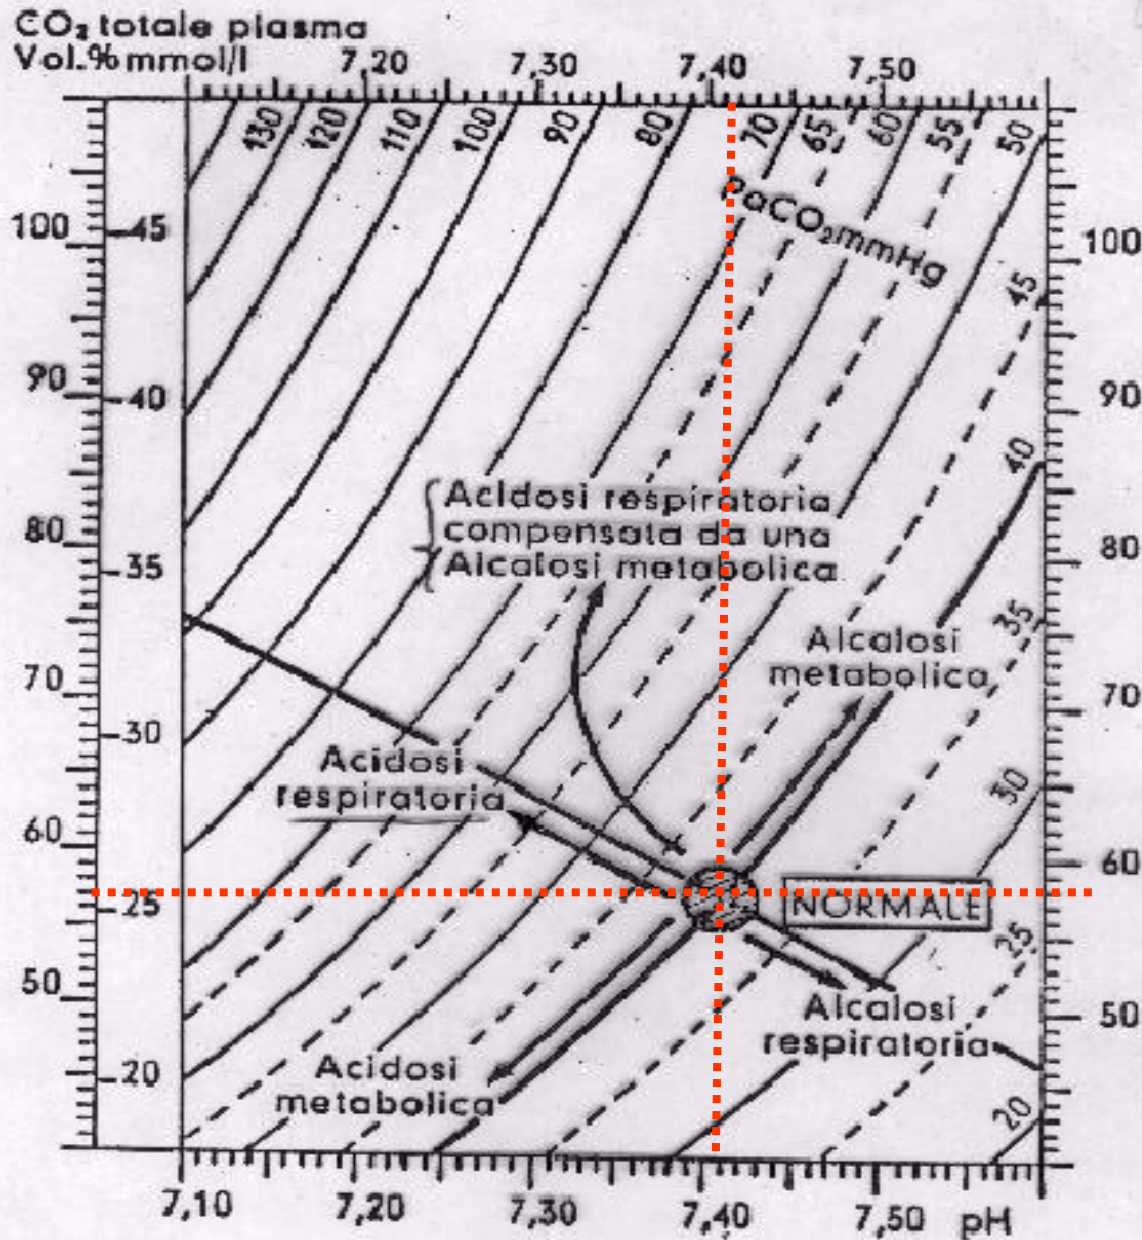 CO₂ totale plasma
Vol.% mmol/l
7,20 7,30 7,40 7,50
130 120 110 100 90 80 70 65 60 55 50
PaCO₂mmHg
100 45 100
45
90 40 90
40
Acidosi respiratoria
compensata da una
Alcalosi metabolica
80 35 80
35
Alcalosi
metabolica
70 30 70
Acidosi
respiratoria
30
60 60
25 NORMALE
25
50 50
Alcalosi
respiratoria
20
Acidosi
metabolica
20
7,10 7,20 7,30 7,40 7,50 pH